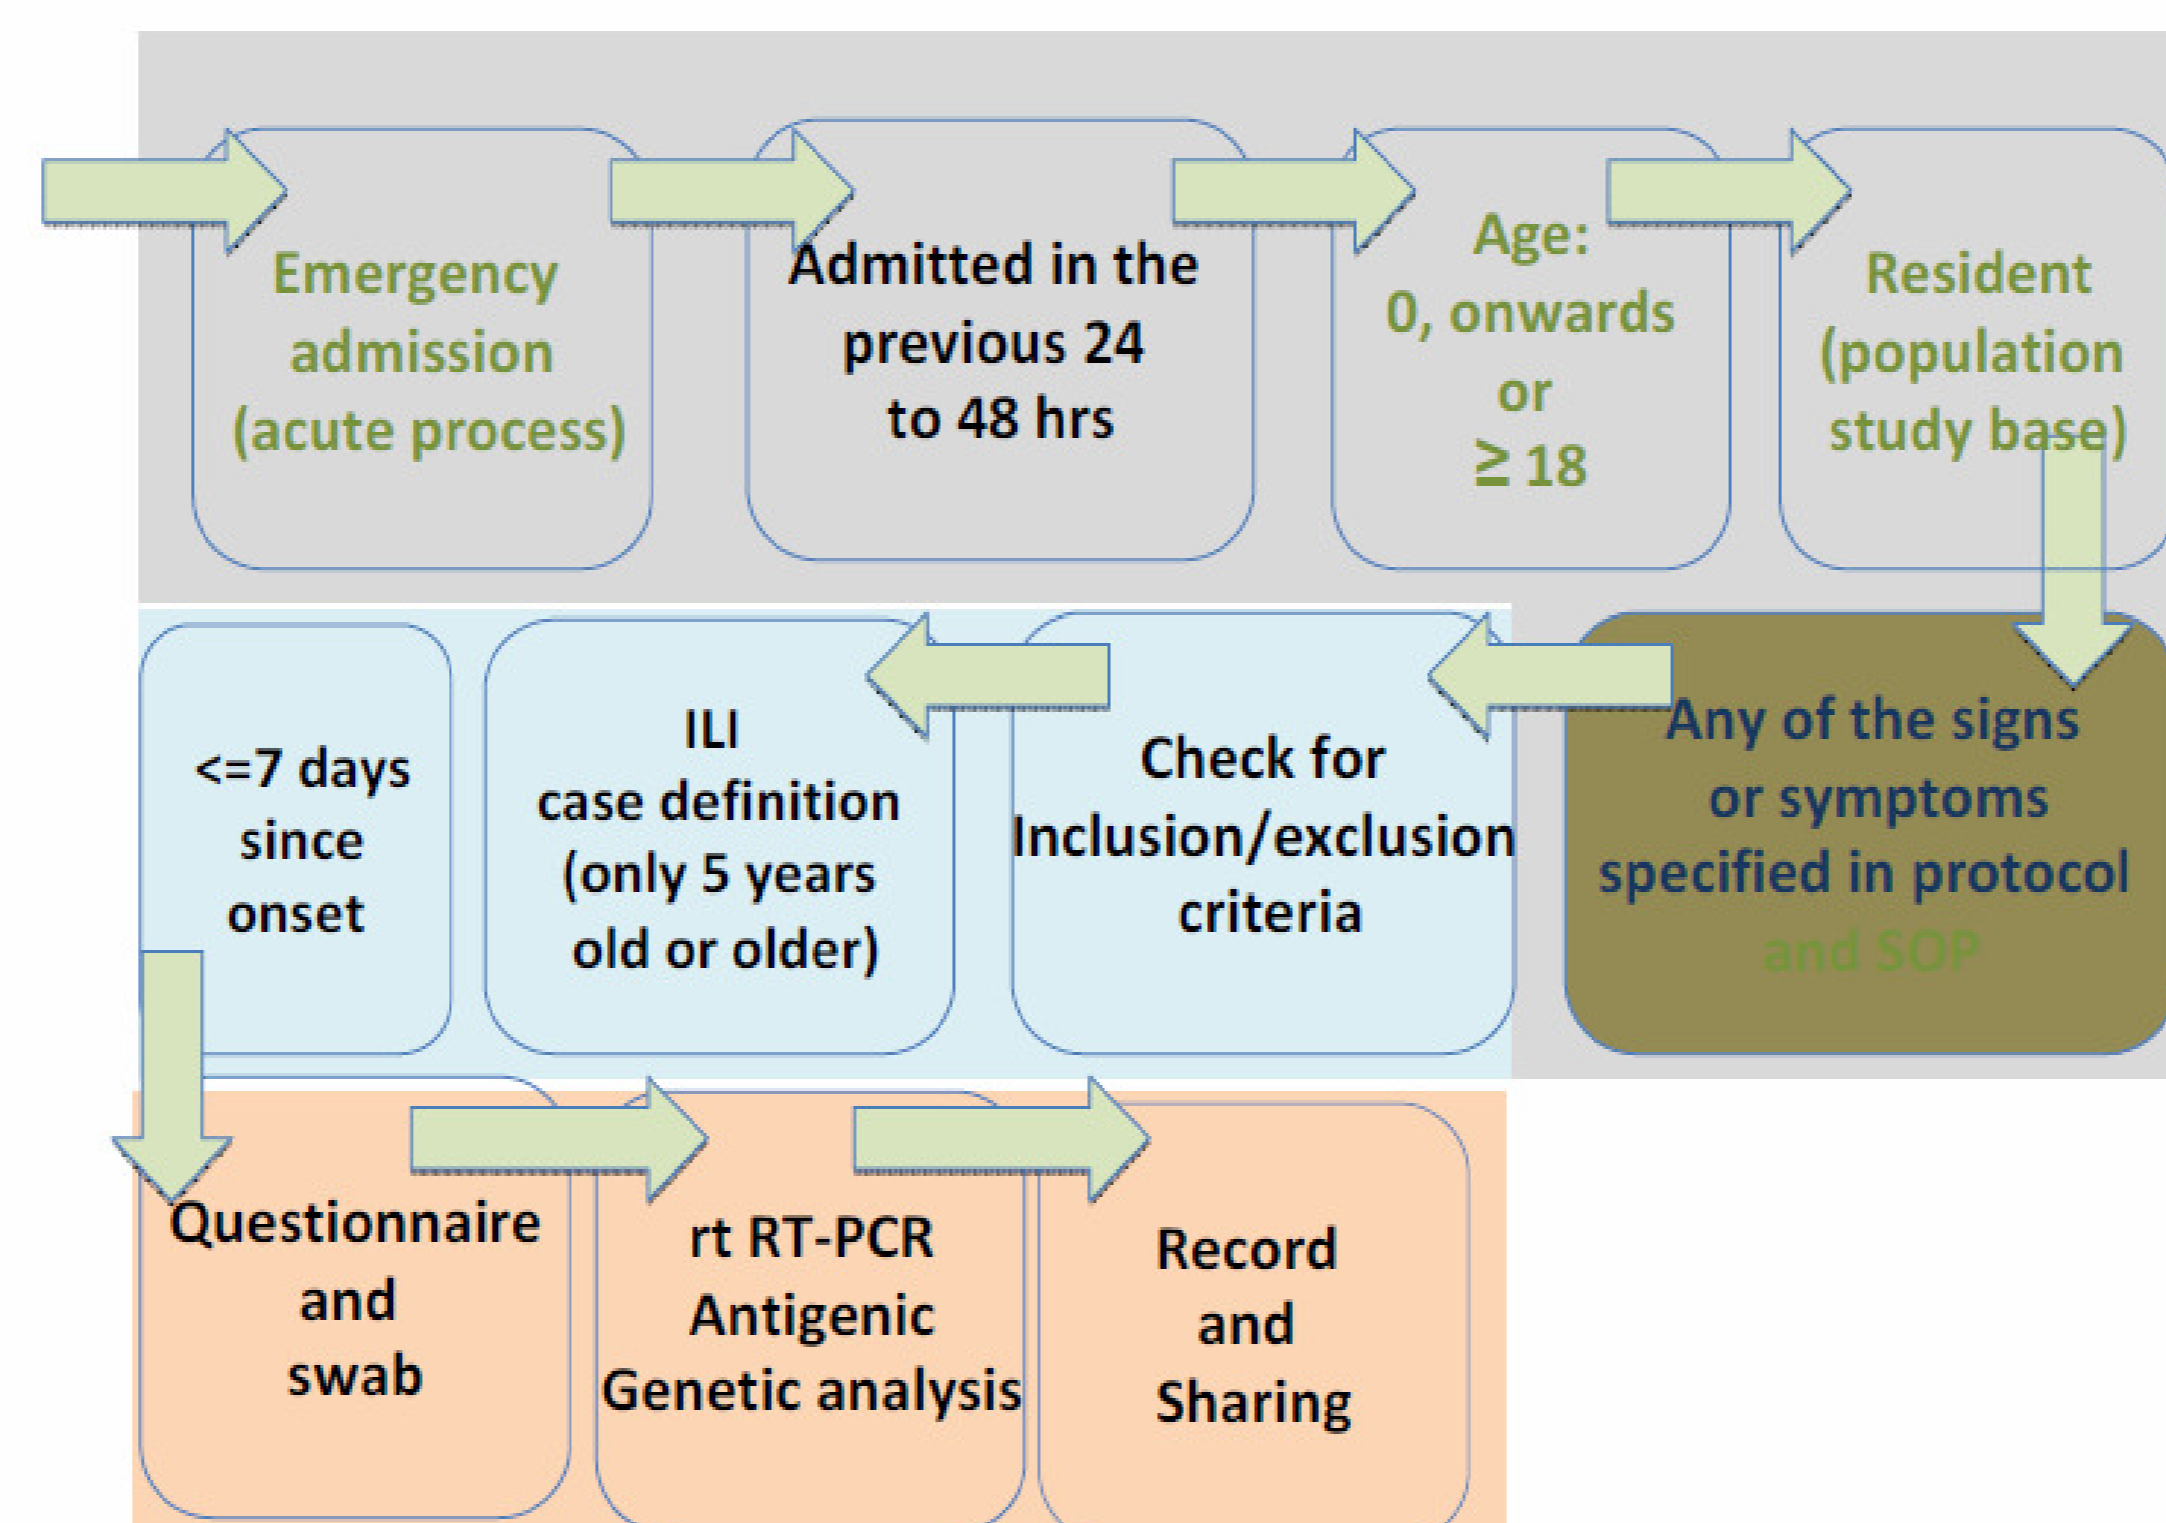 Emergency
admission
(acute process)
Admitted in the
previous 24
to 48 hrs
Age:
0, onwards
or
≥ 18
Resident
(population
study base)
Any of the signs
or symptoms
specified in protocol
and SOP
Check for
Inclusion/exclusion
criteria
ILI
case definition
(only 5 years
old or older)
<=7 days
since
onset
Questionnaire
and
swab
rt RT-PCR
Antigenic
Genetic analysis
Record
and
Sharing